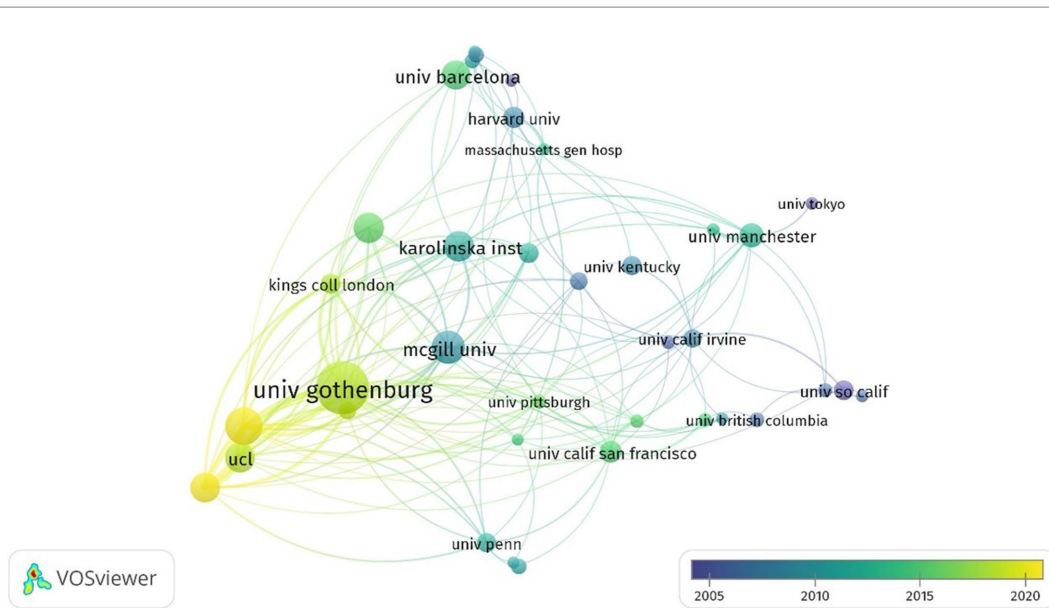 univ barcelona
harvard univ
massachusetts gen hosp
univ tokyo
univ manchester
karolinska inst
univ kentucky
kings coll london
univ calif irvine
mcgill univ
univ gothenburg
univ so calif
univ pittsburgh
univ british columbia
univ calif san francisco
ucl
univ penn
VOSviewer
2005 2010 2015 2020